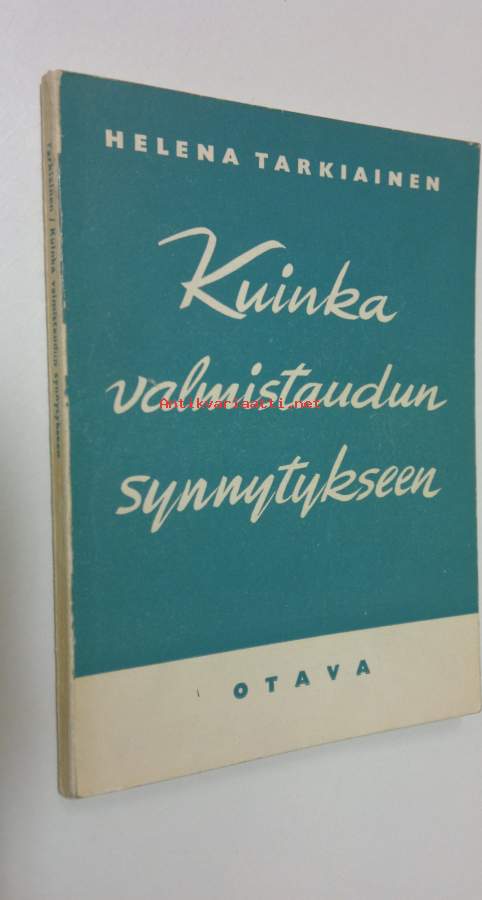 HELENA TARKIAINEN
Kuinka
valmistaudun
synnytykseen
OTAVA
Tarkiainen / Kuinka valmistaudun synnytykseen
Antikvariaatti.net